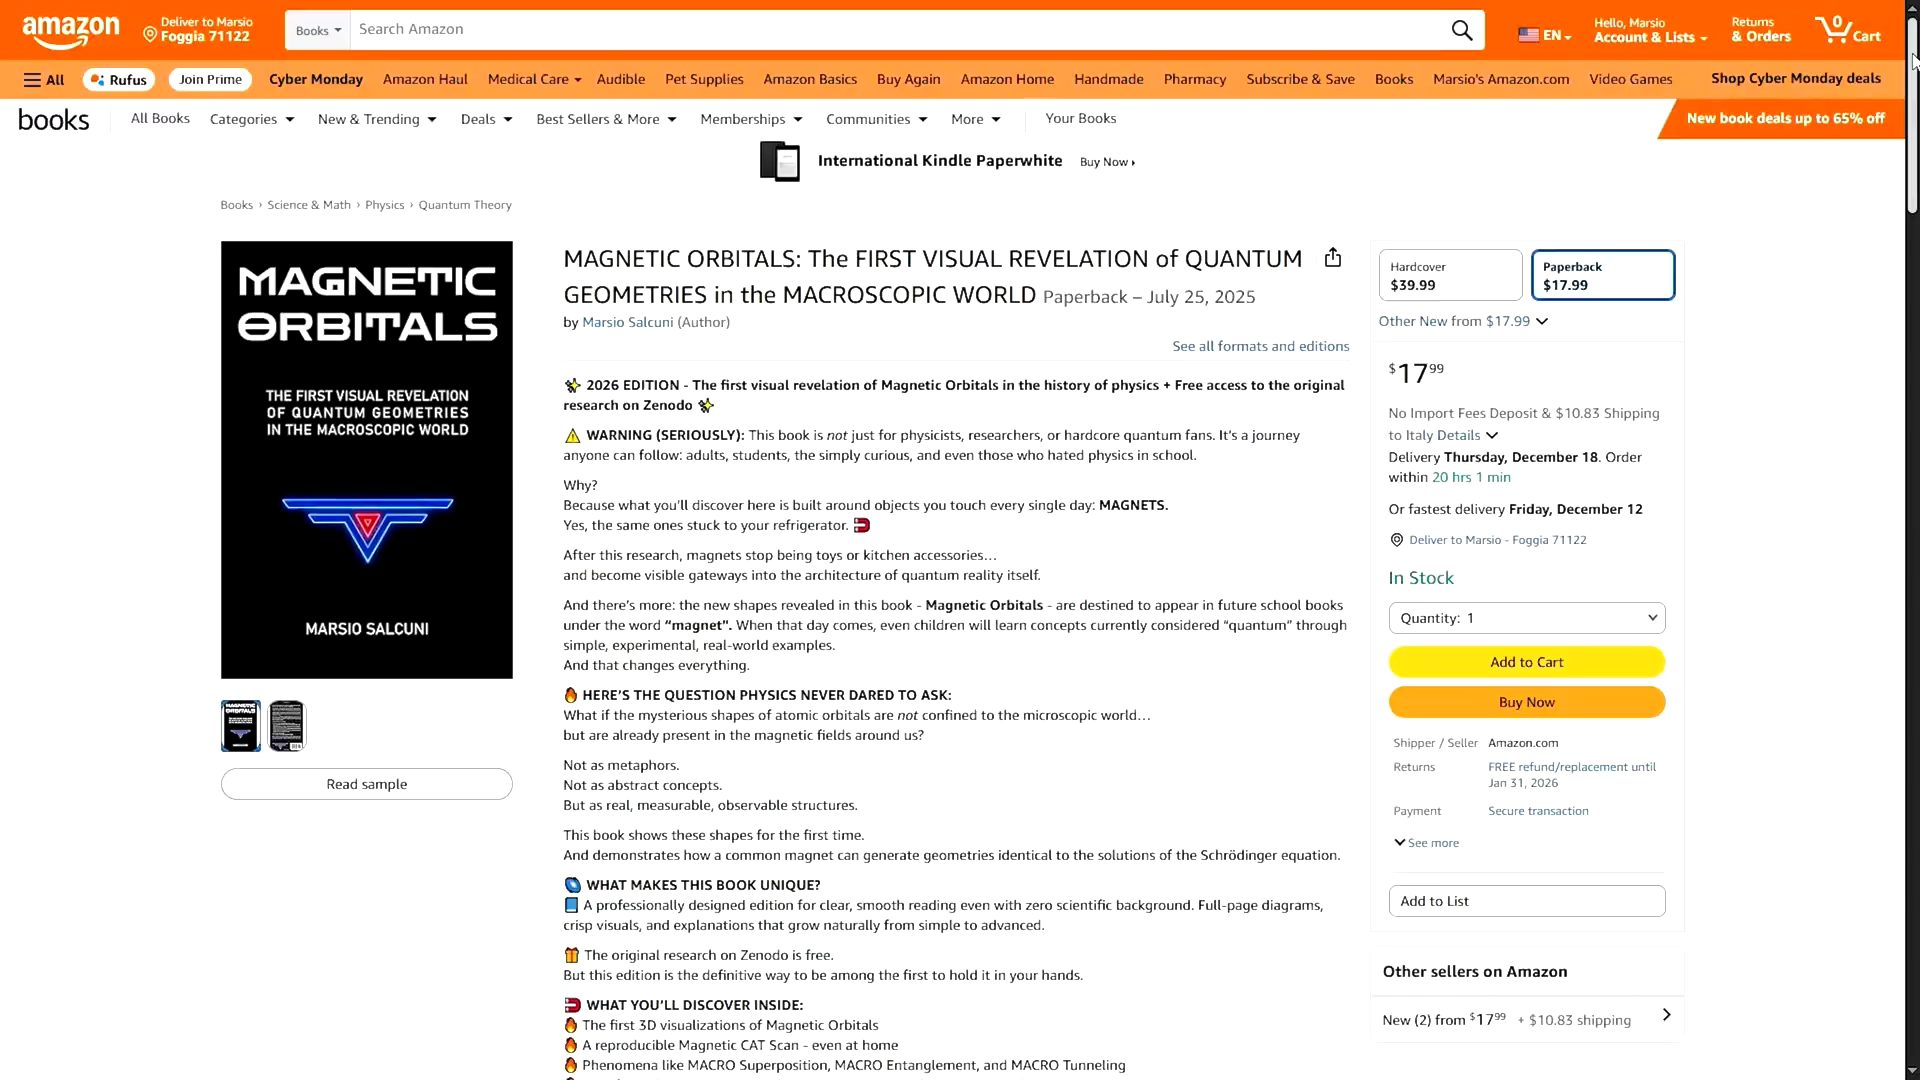 amazon
Deliver to Marsio
Foggia 71122
Books
Search Amazon
EN
Hello, Marsio
Account & Lists
Returns
& Orders
0
Cart
All
Rufus
Join Prime
Cyber Monday
Amazon Haul
Medical Care
Audible
Pet Supplies
Amazon Basics
Buy Again
Amazon Home
Handmade
Pharmacy
Subscribe & Save
Books
Marsio's Amazon.com
Video Games
Shop Cyber Monday deals
books
All Books
Categories
New & Trending
Deals
Best Sellers & More
Memberships
Communities
More
Your Books
New book deals up to 65% off
International Kindle Paperwhite
Buy Now ›
Books › Science & Math › Physics › Quantum Theory
MAGNETIC
ORBITALS
THE FIRST VISUAL REVELATION
OF QUANTUM GEOMETRIES
IN THE MACROSCOPIC WORLD
MARSIO SALCUNI
Read sample
MAGNETIC ORBITALS: The FIRST VISUAL REVELATION of QUANTUM
GEOMETRIES in the MACROSCOPIC WORLD Paperback – July 25, 2025
by Marsio Salcuni (Author)
See all formats and editions
✨ 2026 EDITION - The first visual revelation of Magnetic Orbitals in the history of physics + Free access to the original
research on Zenodo ✨
⚠️ WARNING (SERIOUSLY): This book is not just for physicists, researchers, or hardcore quantum fans. It's a journey
anyone can follow: adults, students, the simply curious, and even those who hated physics in school.
Why?
Because what you'll discover here is built around objects you touch every single day: MAGNETS.
Yes, the same ones stuck to your refrigerator. 🧲
After this research, magnets stop being toys or kitchen accessories…
and become visible gateways into the architecture of quantum reality itself.
And there's more: the new shapes revealed in this book - Magnetic Orbitals - are destined to appear in future school books
under the word “magnet”. When that day comes, even children will learn concepts currently considered “quantum” through
simple, experimental, real-world examples.
And that changes everything.
🔥 HERE'S THE QUESTION PHYSICS NEVER DARED TO ASK:
What if the mysterious shapes of atomic orbitals are not confined to the microscopic world…
but are already present in the magnetic fields around us?
Not as metaphors.
Not as abstract concepts.
But as real, measurable, observable structures.
This book shows these shapes for the first time.
And demonstrates how a common magnet can generate geometries identical to the solutions of the Schrödinger equation.
WHAT MAKES THIS BOOK UNIQUE?
📘 A professionally designed edition for clear, smooth reading even with zero scientific background. Full-page diagrams,
crisp visuals, and explanations that grow naturally from simple to advanced.
🎁 The original research on Zenodo is free.
But this edition is the definitive way to be among the first to hold it in your hands.
🧲 WHAT YOU'LL DISCOVER INSIDE:
🔥 The first 3D visualizations of Magnetic Orbitals
🔥 A reproducible Magnetic CAT Scan - even at home
🔥 Phenomena like MACRO Superposition, MACRO Entanglement, and MACRO Tunneling
Hardcover
$39.99
Paperback
$17.99
Other New from $17.99
$17.99
No Import Fees Deposit & $10.83 Shipping
to Italy Details
Delivery Thursday, December 18. Order
within 20 hrs 1 min
Or fastest delivery Friday, December 12
Deliver to Marsio - Foggia 71122
In Stock
Quantity: 1
Add to Cart
Buy Now
Shipper / Seller Amazon.com
Returns FREE refund/replacement until
Jan 31, 2026
Payment Secure transaction
See more
Add to List
Other sellers on Amazon
New (2) from $17.99 + $10.83 shipping